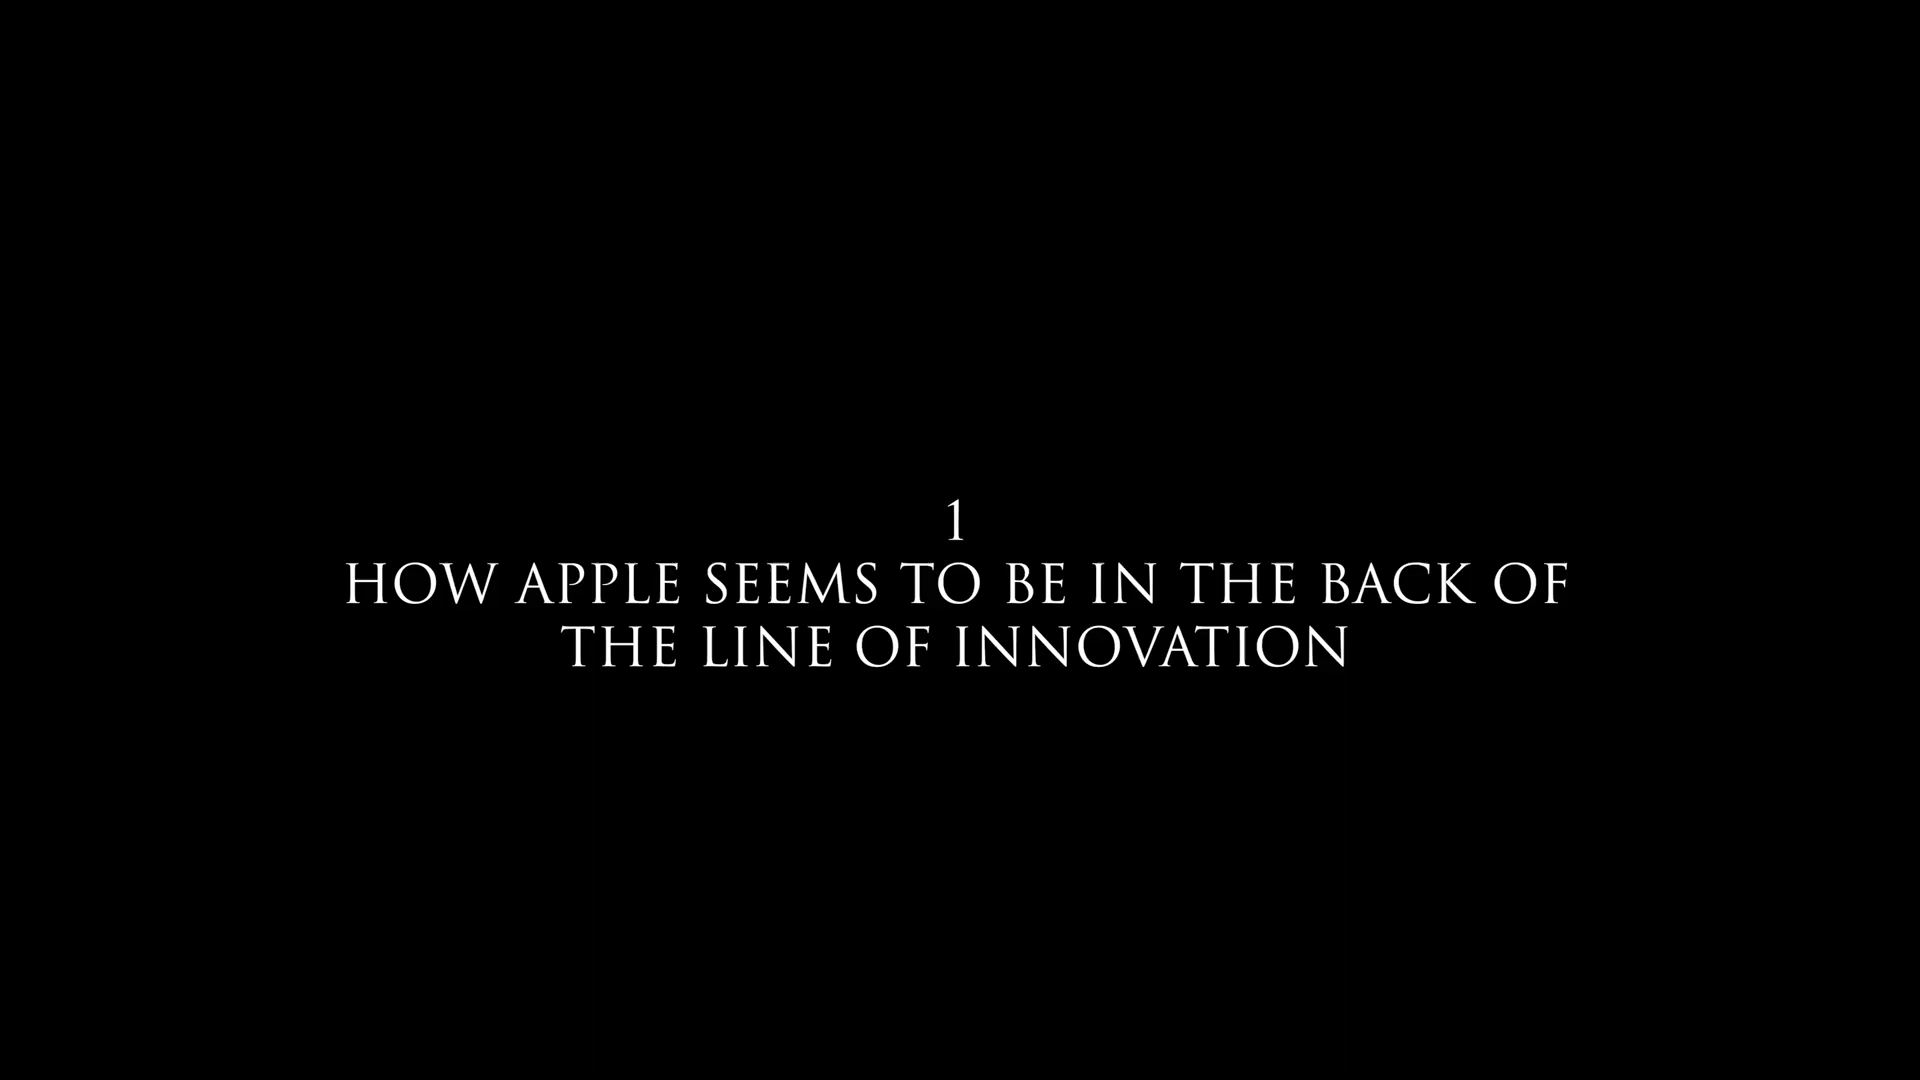 1
HOW APPLE SEEMS TO BE IN THE BACK OF
THE LINE OF INNOVATION